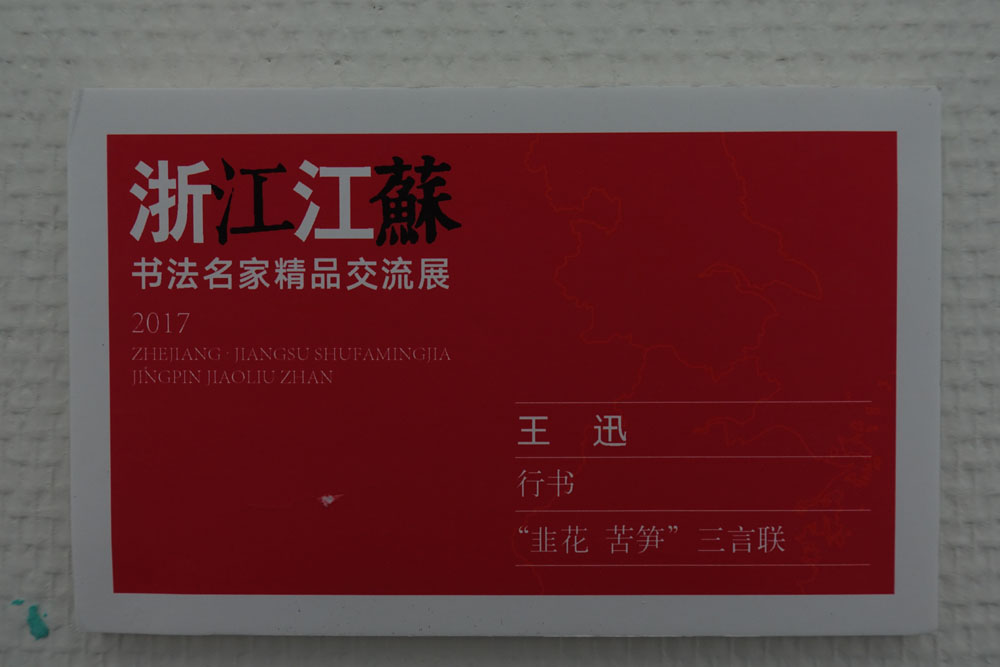 浙江江蘇
书法名家精品交流展
2017
ZHEJIANG · JIANGSU SHUFAMINGJIA
JINGPIN JIAOLIU ZHAN
王 迅
行书
“韭花 苦笋” 三言联